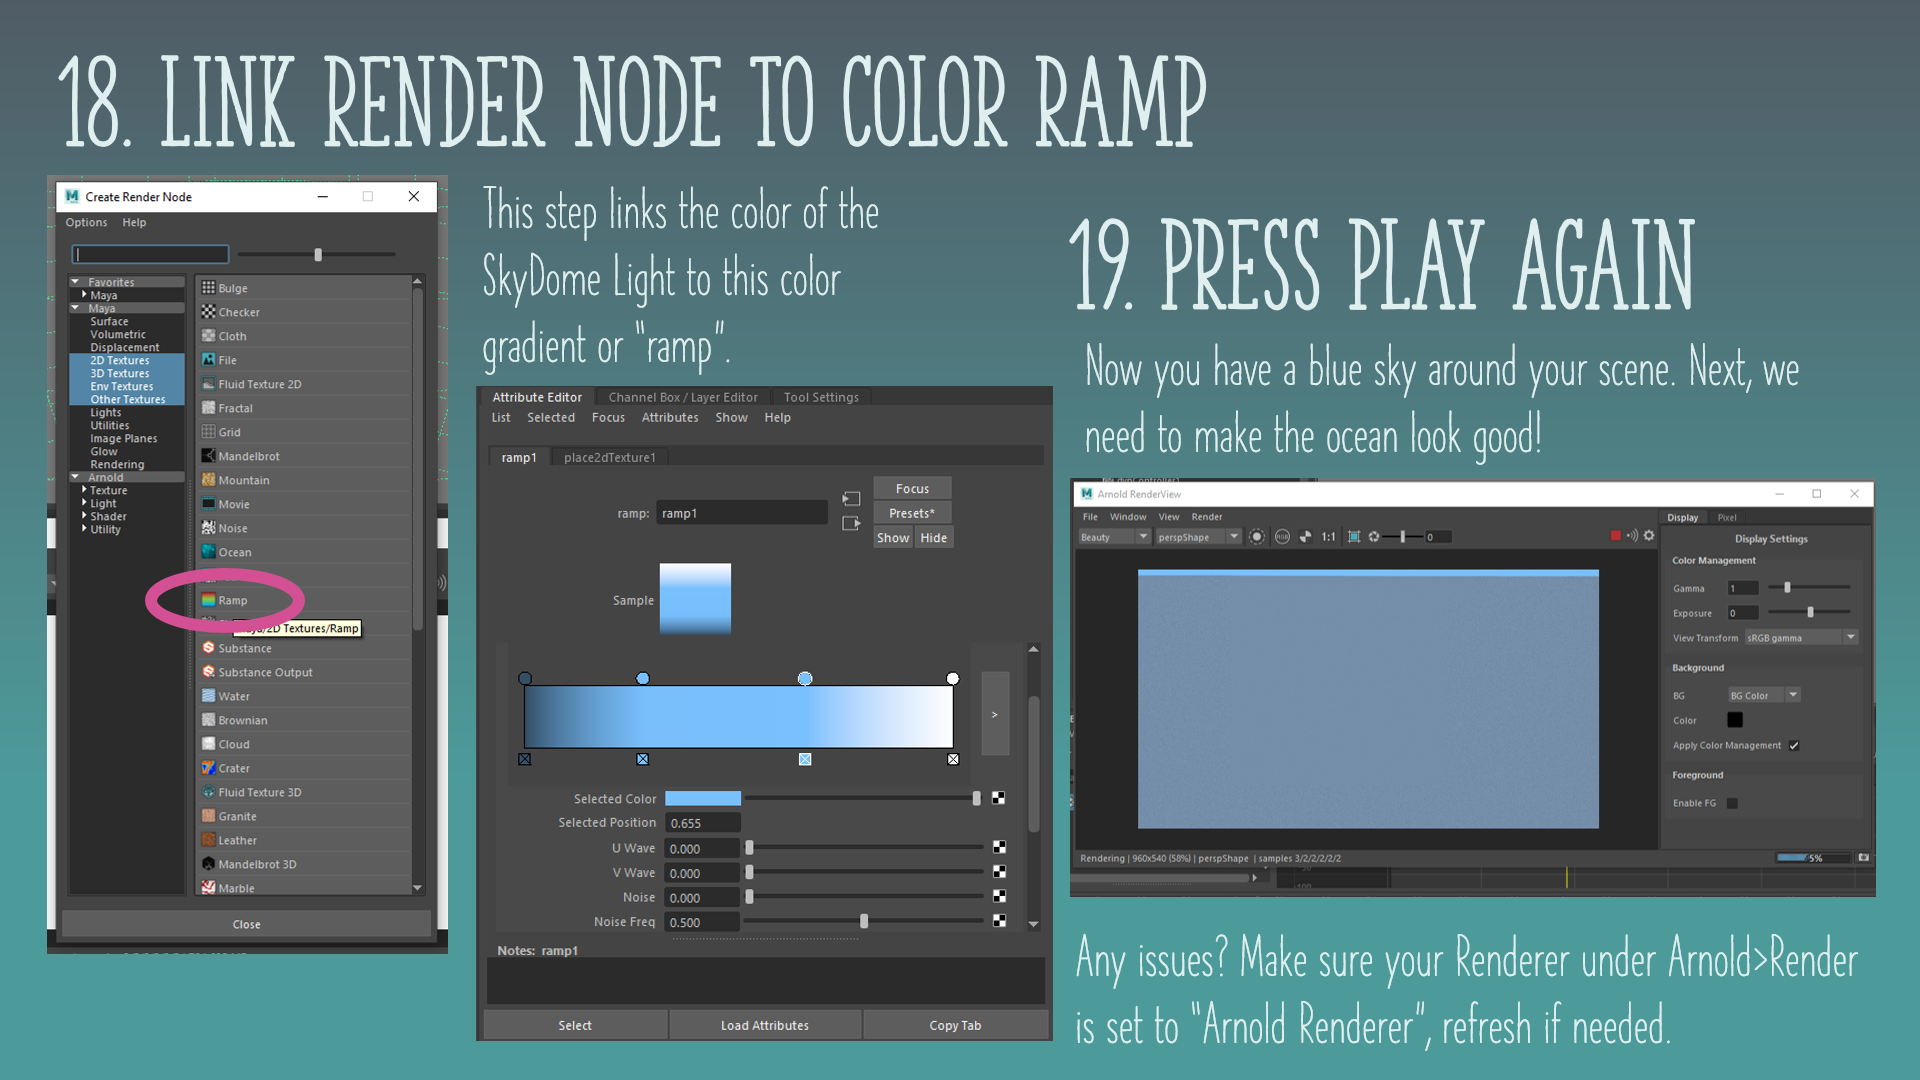 18. LINK RENDER NODE TO COLOR RAMP
Create Render Node
Options Help
Favorites
Maya
Maya
Surface
Volumetric
Displacement
2D Textures
3D Textures
Env Textures
Other Textures
Lights
Utilities
Image Planes
Glow
Rendering
Arnold
Texture
Light
Shader
Utility
Bulge
Checker
Cloth
File
Fluid Texture 2D
Fractal
Grid
Mandelbrot
Mountain
Movie
Noise
Ocean
Ramp
/2D Textures/Ramp
Substance
Substance Output
Water
Brownian
Cloud
Crater
Fluid Texture 3D
Granite
Leather
Mandelbrot 3D
Marble
Close
This step links the color of the
SkyDome Light to this color
gradient or "ramp".
Attribute Editor Channel Box / Layer Editor Tool Settings
List Selected Focus Attributes Show Help
ramp1 place2dTexture1
Focus
ramp: ramp1 Presets*
Show Hide
Sample
>
Selected Color
Selected Position 0.655
U Wave 0.000
V Wave 0.000
Noise 0.000
Noise Freq 0.500
Notes: ramp1
Select Load Attributes Copy Tab
19. PRESS PLAY AGAIN
Now you have a blue sky around your scene. Next, we
need to make the ocean look good!
Arnold RenderView
File Window View Render
Beauty perspShape RGB 1:1 0
Display Pixel
Display Settings
Color Management
Gamma 1
Exposure 0
View Transform sRGB gamma
Background
BG BG Color
Color
Apply Color Management
Foreground
Enable FG
Rendering | 960x540 (58%) | perspShape | samples 3/2/2/2/2/2 5%
Any issues? Make sure your Renderer under Arnold>Render
is set to "Arnold Renderer", refresh if needed.